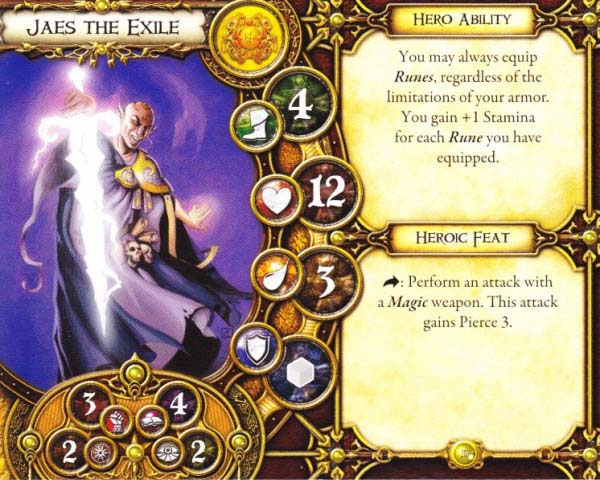 JAES THE EXILE
4
12
3
3
4
2
2
HERO ABILITY
You may always equip
Runes, regardless of the
limitations of your armor.
You gain +1 Stamina
for each Rune you have
equipped.
HEROIC FEAT
: Perform an attack with
a Magic weapon. This attack
gains Pierce 3.